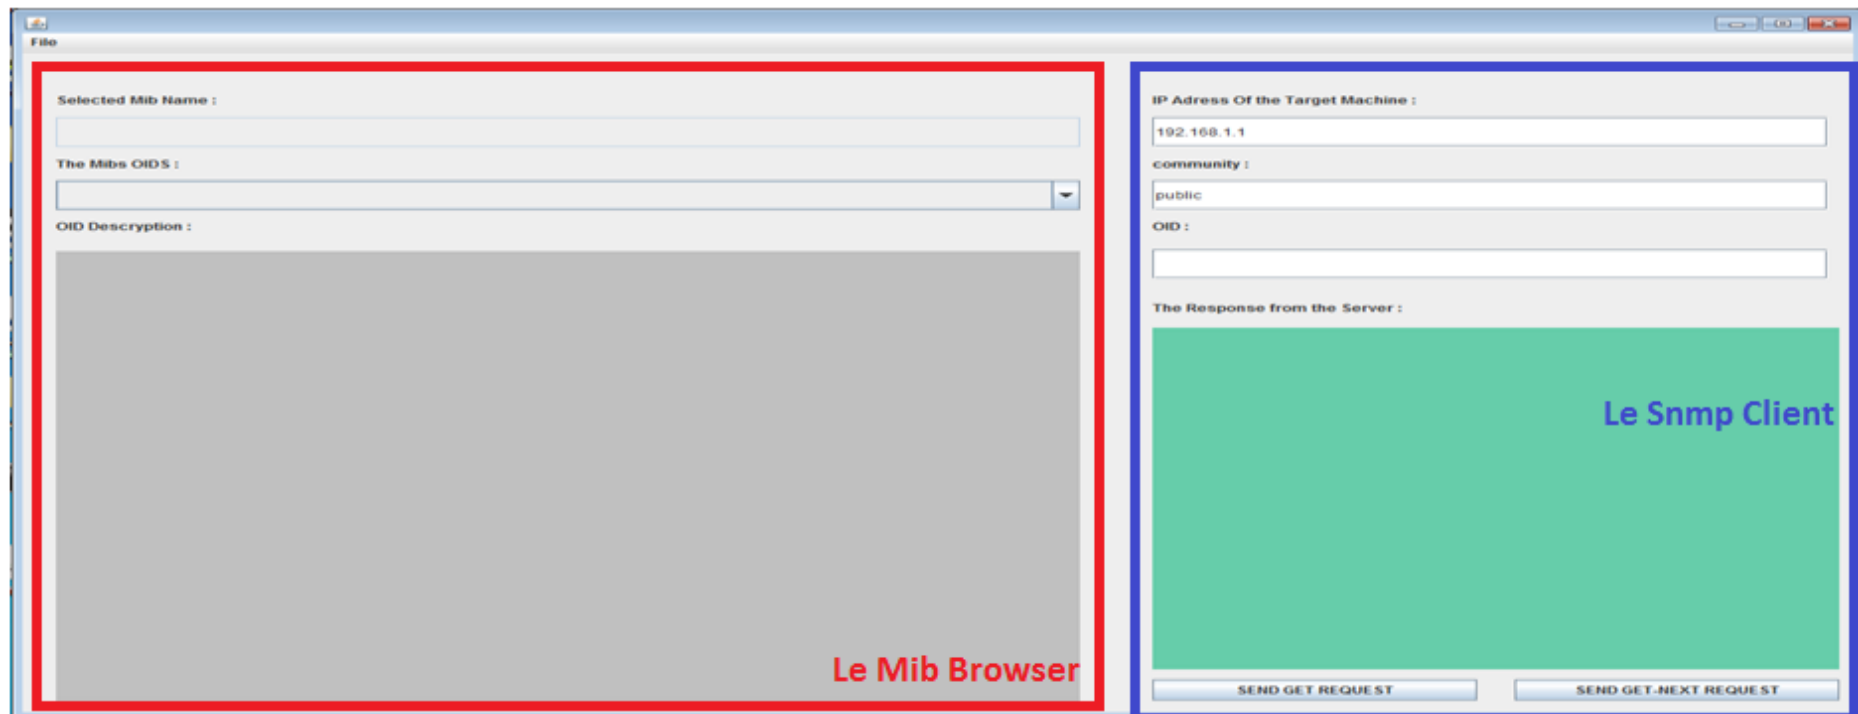 File
Selected Mib Name :
The Mibs OIDS :
OID Descryption :
Le Mib Browser
IP Adress Of the Target Machine :
192.168.1.1
community :
public
OID :
The Response from the Server :
Le Snmp Client
SEND GET REQUEST
SEND GET-NEXT REQUEST